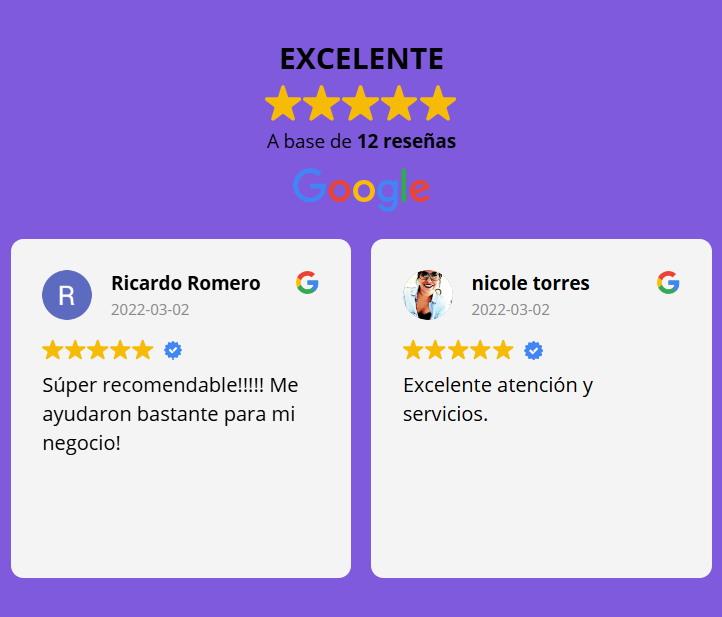 EXCELENTE
A base de 12 reseñas
Google
Ricardo Romero
2022-03-02
Súper recomendable!!!!! Me
ayudaron bastante para mi
negocio!
nicole torres
2022-03-02
Excelente atención y
servicios.
R
G
G